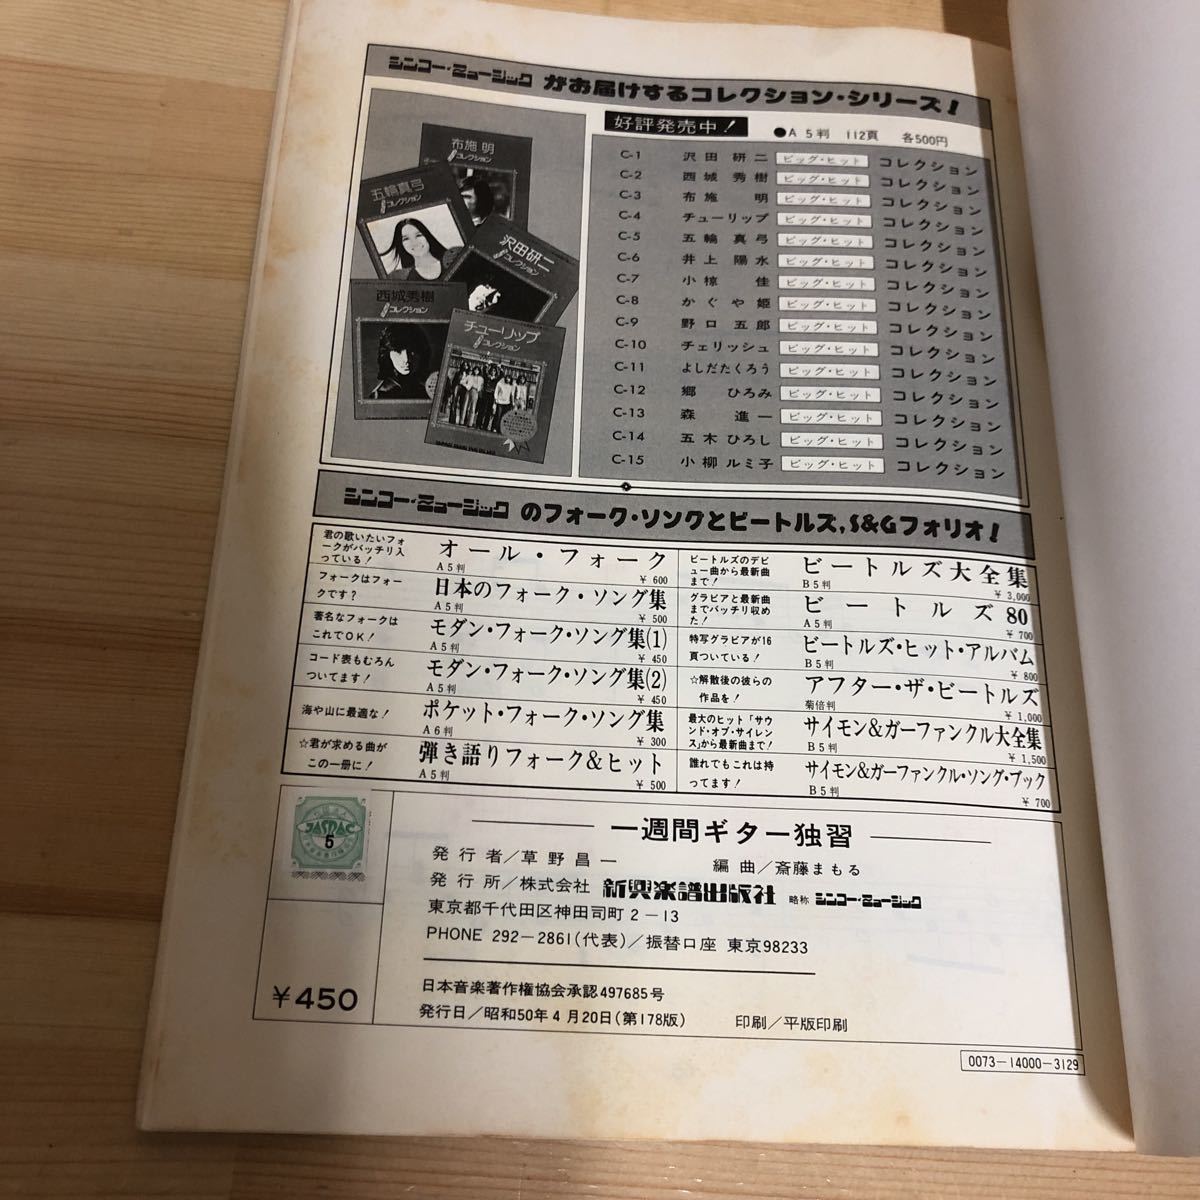 シンコー・ミュージック がお届けするコレクション・シリーズ！
布施 明
コレクション
五輪真弓
コレクション
沢田研二
コレクション
西城秀樹
コレクション
チューリップ
コレクション
好評発売中！ ●A5判 112頁 各500円
C-1 沢田研二 ビッグ・ヒット コレクション
C-2 西城秀樹 ビッグ・ヒット コレクション
C-3 布施 明 ビッグ・ヒット コレクション
C-4 チューリップ ビッグ・ヒット コレクション
C-5 五輪真弓 ビッグ・ヒット コレクション
C-6 井上陽水 ビッグ・ヒット コレクション
C-7 小椋 佳 ビッグ・ヒット コレクション
C-8 かぐや姫 ビッグ・ヒット コレクション
C-9 野口五郎 ビッグ・ヒット コレクション
C-10 チェリッシュ ビッグ・ヒット コレクション
C-11 よしだたくろう ビッグ・ヒット コレクション
C-12 郷 ひろみ ビッグ・ヒット コレクション
C-13 森 進一 ビッグ・ヒット コレクション
C-14 五木ひろし ビッグ・ヒット コレクション
C-15 小柳ルミ子 ビッグ・ヒット コレクション
シンコー・ミュージック のフォーク・ソングとビートルズ,S&Gフォリオ！
君の歌いたいフォ
ークがバッチリ入
っている！
オール・フォーク
A5判 ¥600
フォークはフォー
クです？
日本のフォーク・ソング集
A5判 ¥500
著名なフォークは
これでOK！
モダン・フォーク・ソング集(1)
A5判 ¥450
コード表もむろん
ついてます！
モダン・フォーク・ソング集(2)
A5判 ¥450
海や山に最適な！
ポケット・フォーク・ソング集
A6判 ¥300
☆君が求める曲が
この一冊に！
弾き語りフォーク&ヒット
A5判 ¥500
ビートルズのデビ
ュー曲から最新曲
まで！
ビートルズ大全集
B5判 ¥3,000
グラビアと最新曲
までバッチリ収め
た！
ビートルズ80
A5判 ¥700
特写グラビアが16
頁ついている！
ビートルズ・ヒット・アルバム
B5判 ¥800
☆解散後の彼らの
作品を！
アフター・ザ・ビートルズ
菊倍判 ¥1,000
最大のヒット「サウ
ンド・オブ・サイレン
ス」から最新曲まで！
サイモン&ガーファンクル大全集
B5判 ¥1,500
誰れでもこれは持
ってます！
サイモン&ガーファンクル・ソング・ブック
B5判 ¥700
JASRAC
5
¥450
一週間ギター独習
発行者／草野昌一 編曲／斎藤まもる
発行所／株式会社 新興楽譜出版社 略称 シンコー・ミュージック
東京都千代田区神田司町2－13
PHONE 292－2861(代表)／振替口座 東京98233
日本音楽著作権協会承認497685号
発行日／昭和50年4月20日(第178版) 印刷／平版印刷
0073－14000－3129